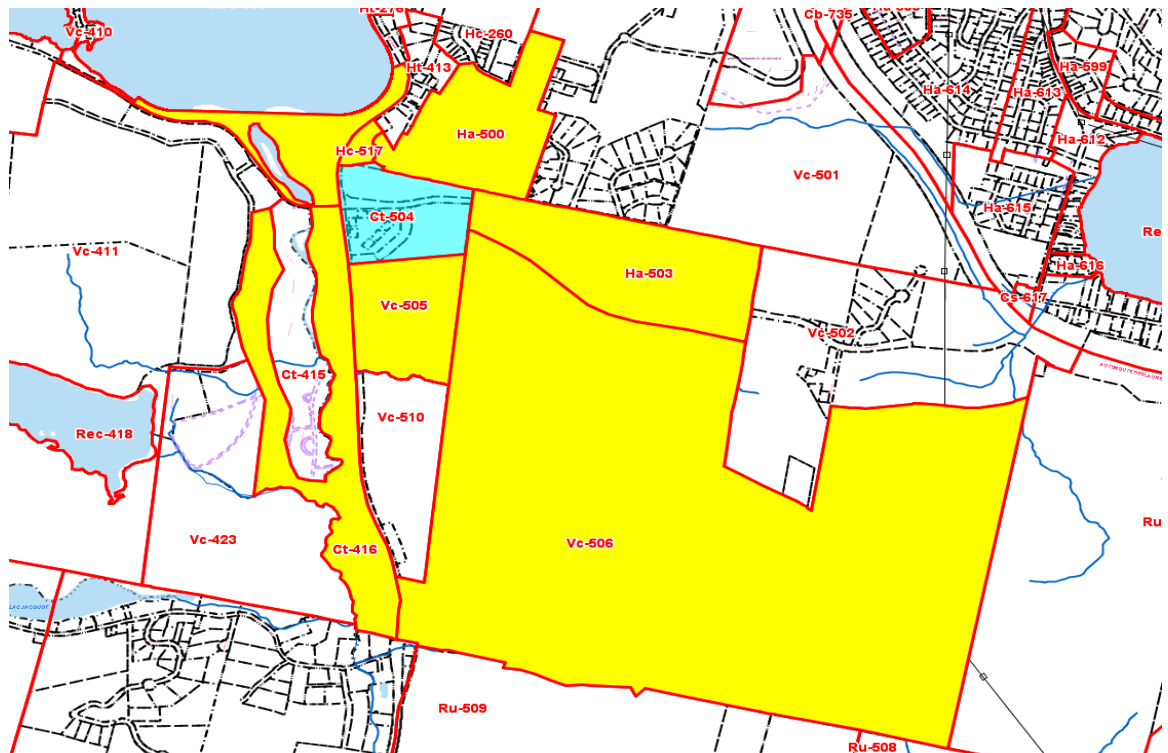 Vc-410
Hc-260
Cb-735
Ht-413
Ha-599
Ha-614
Ha-613
Ha-500
Ha-612
Hc-517
Vc-501
Ct-504
Ha-615
Vc-411
Ha-503
Ha-616
Vc-505
Cs-617
Vc-502
Ct-415
Vc-510
Rec-418
Vc-423
Ct-416
Vc-506
LAC JACQUOT
Ru-509
Ru-508